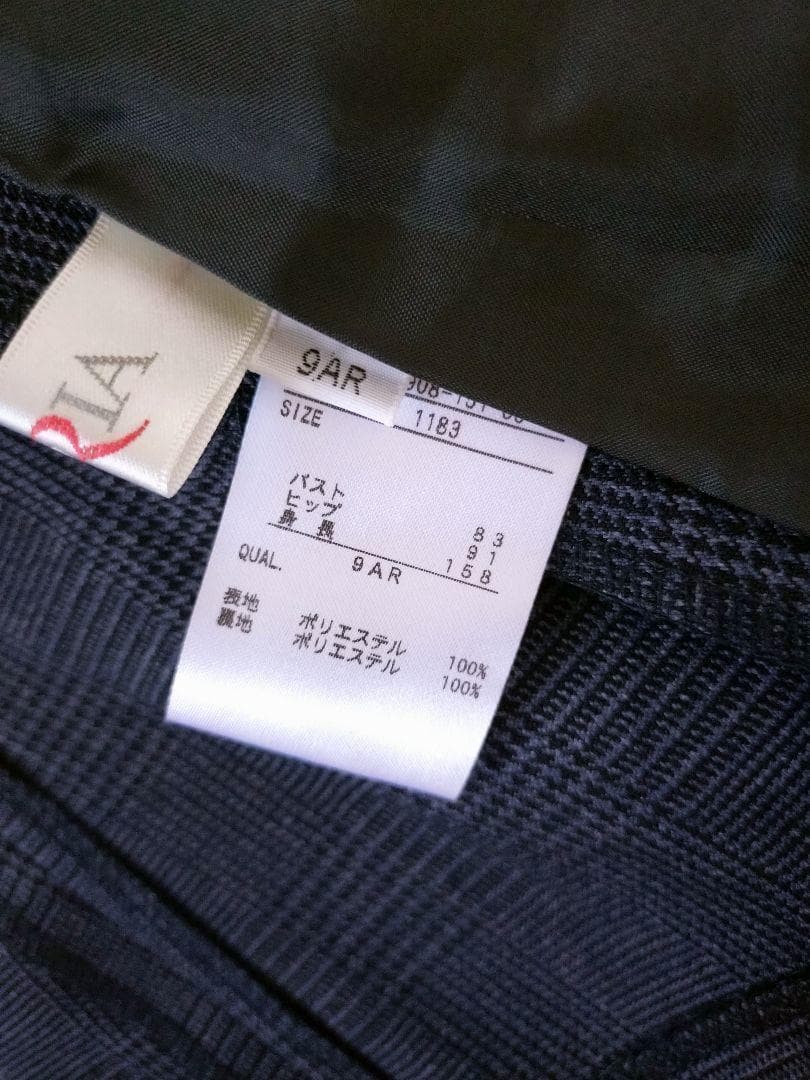 IA
9AR
SIZE 1183
バスト 83
ヒップ 91
身長 158
9AR
QUAL.
表地 ポリエステル 100%
裏地 ポリエステル 100%